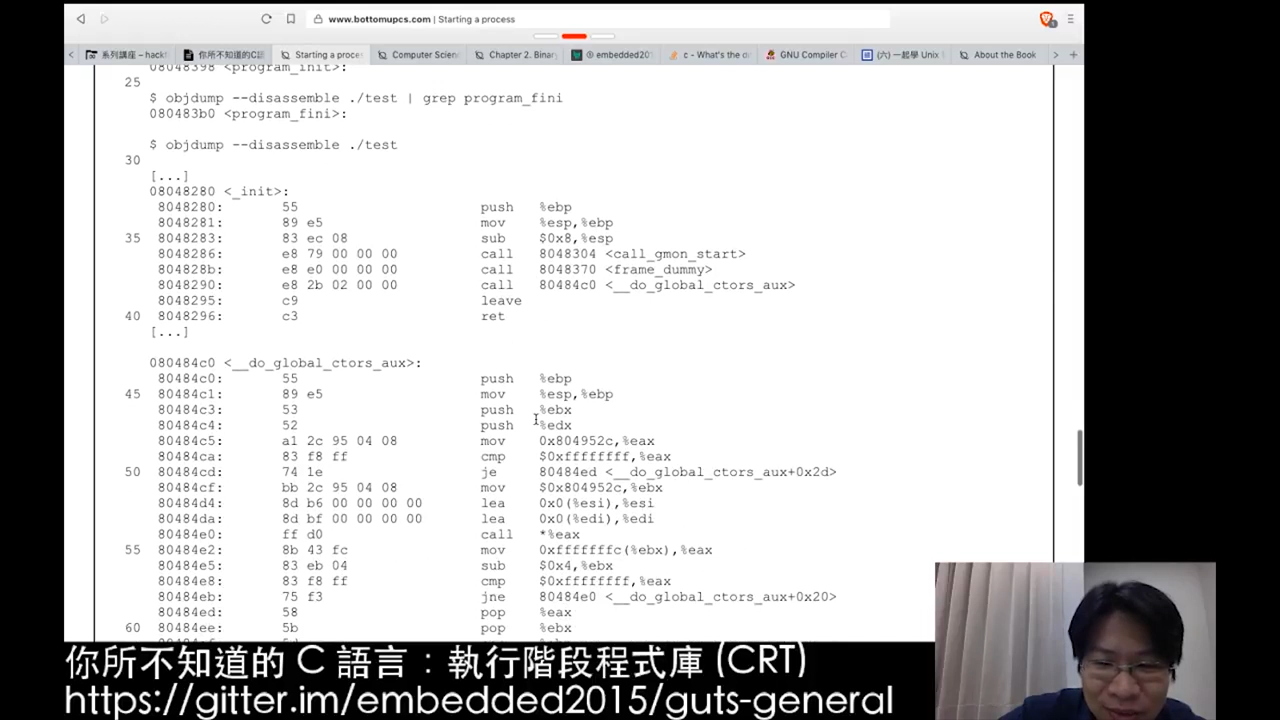 www.bottomupcs.com | Starting a process
系列講座 – hackf
你所不知道的C語
Starting a proces
Computer Scienc
Chapter 2. Binary
embedded201
c - What's the di
GNU Compiler C
(六) 一起學 Unix
About the Book
08048398 <program_init>:
25
$ objdump --disassemble ./test | grep program_fini
080483b0 <program_fini>:
$ objdump --disassemble ./test
30
[...]
08048280 <_init>:
8048280: 55 push %ebp
8048281: 89 e5 mov %esp,%ebp
35 8048283: 83 ec 08 sub $0x8,%esp
8048286: e8 79 00 00 00 call 8048304 <call_gmon_start>
804828b: e8 e0 00 00 00 call 8048370 <frame_dummy>
8048290: e8 2b 02 00 00 call 80484c0 <__do_global_ctors_aux>
8048295: c9 leave
40 8048296: c3 ret
[...]
080484c0 <__do_global_ctors_aux>:
80484c0: 55 push %ebp
45 80484c1: 89 e5 mov %esp,%ebp
80484c3: 53 push %ebx
80484c4: 52 push %edx
80484c5: a1 2c 95 04 08 mov 0x804952c,%eax
80484ca: 83 f8 ff cmp $0xffffffff,%eax
50 80484cd: 74 1e je 80484ed <__do_global_ctors_aux+0x2d>
80484cf: bb 2c 95 04 08 mov $0x804952c,%ebx
80484d4: 8d b6 00 00 00 00 lea 0x0(%esi),%esi
80484da: 8d bf 00 00 00 00 lea 0x0(%edi),%edi
80484e0: ff d0 call *%eax
55 80484e2: 8b 43 fc mov 0xfffffffc(%ebx),%eax
80484e5: 83 eb 04 sub $0x4,%ebx
80484e8: 83 f8 ff cmp $0xffffffff,%eax
80484eb: 75 f3 jne 80484e0 <__do_global_ctors_aux+0x20>
80484ed: 58 pop %eax
60 80484ee: 5b pop %ebx
你所不知道的 C 語言：執行階段程式庫 (CRT)
https://gitter.im/embedded2015/guts-general